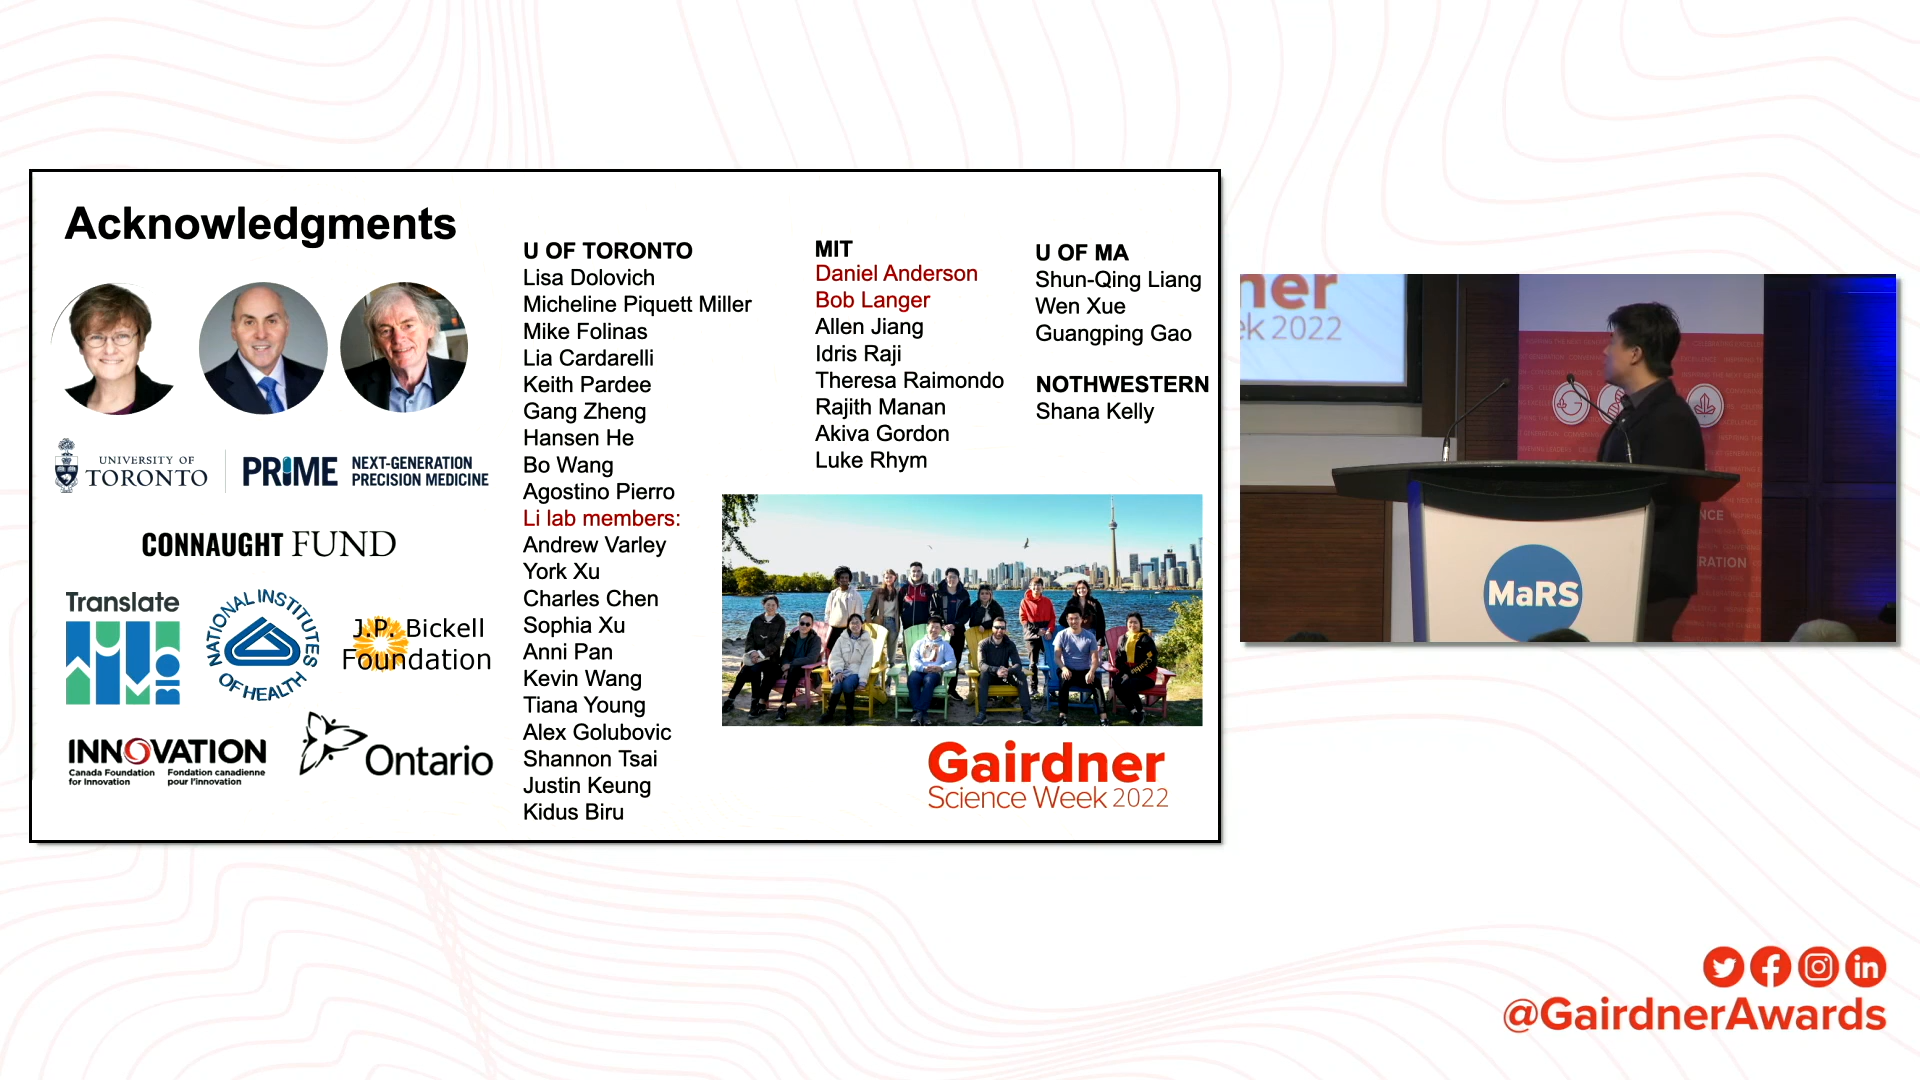 Acknowledgments
UNIVERSITY OF
TORONTO
PRIME
NEXT-GENERATION
PRECISION MEDICINE
CONNAUGHT FUND
Translate
BIO
NATIONAL INSTITUTES
OF HEALTH
J.P. Bickell
Foundation
INNOVATION
Canada Foundation
for Innovation
Fondation canadienne
pour l'innovation
Ontario
U OF TORONTO
Lisa Dolovich
Micheline Piquett Miller
Mike Folinas
Lia Cardarelli
Keith Pardee
Gang Zheng
Hansen He
Bo Wang
Agostino Pierro
Li lab members:
Andrew Varley
York Xu
Charles Chen
Sophia Xu
Anni Pan
Kevin Wang
Tiana Young
Alex Golubovic
Shannon Tsai
Justin Keung
Kidus Biru
MIT
Daniel Anderson
Bob Langer
Allen Jiang
Idris Raji
Theresa Raimondo
Rajith Manan
Akiva Gordon
Luke Rhym
U OF MA
Shun-Qing Liang
Wen Xue
Guangping Gao
NOTHWESTERN
Shana Kelly
Gairdner
Science Week 2022
ner
ek 2022
MaRS
@GairdnerAwards